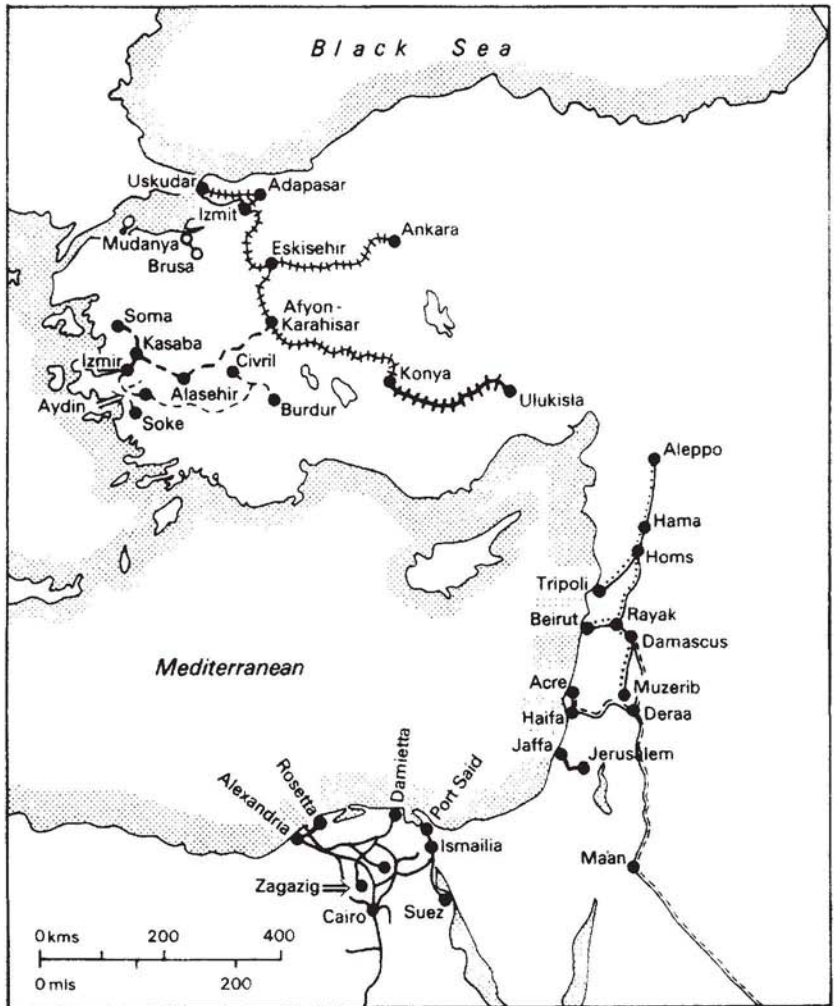 Black Sea
Uskudar
Adapasar
Izmit
Mudanya
Brusa
Eskisehir
Ankara
Soma
Afyon-
Karahisar
Kasaba
Izmir
Civril
Konya
Aydin
Alasehir
Burdur
Ulukisla
Soke
Aleppo
Hama
Homs
Tripoli
Beirut
Rayak
Damascus
Mediterranean
Acre
Muzerib
Haifa
Deraa
Jaffa
Jerusalem
Alexandria
Rosetta
Damietta
Port Said
Ismailia
Maan
Zagazig
Cairo
Suez
0 kms 200 400
0 mls 200